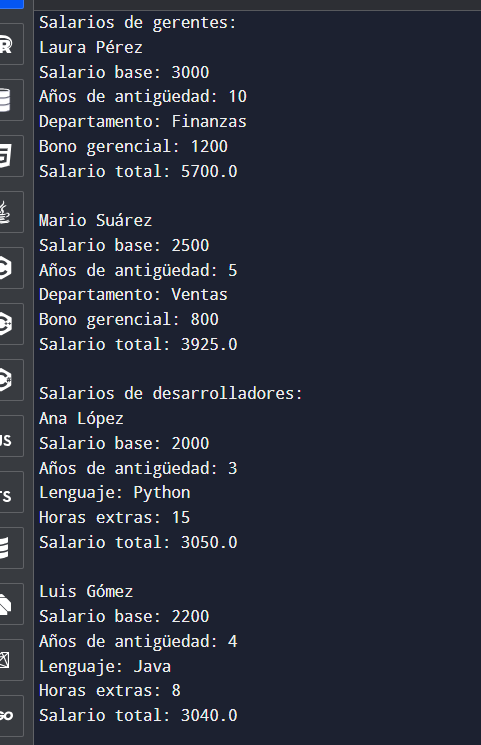 Salarios de gerentes:
Laura Pérez
Salario base: 3000
Años de antigüedad: 10
Departamento: Finanzas
Bono gerencial: 1200
Salario total: 5700.0

Mario Suárez
Salario base: 2500
Años de antigüedad: 5
Departamento: Ventas
Bono gerencial: 800
Salario total: 3925.0

Salarios de desarrolladores:
Ana López
Salario base: 2000
Años de antigüedad: 3
Lenguaje: Python
Horas extras: 15
Salario total: 3050.0

Luis Gómez
Salario base: 2200
Años de antigüedad: 4
Lenguaje: Java
Horas extras: 8
Salario total: 3040.0